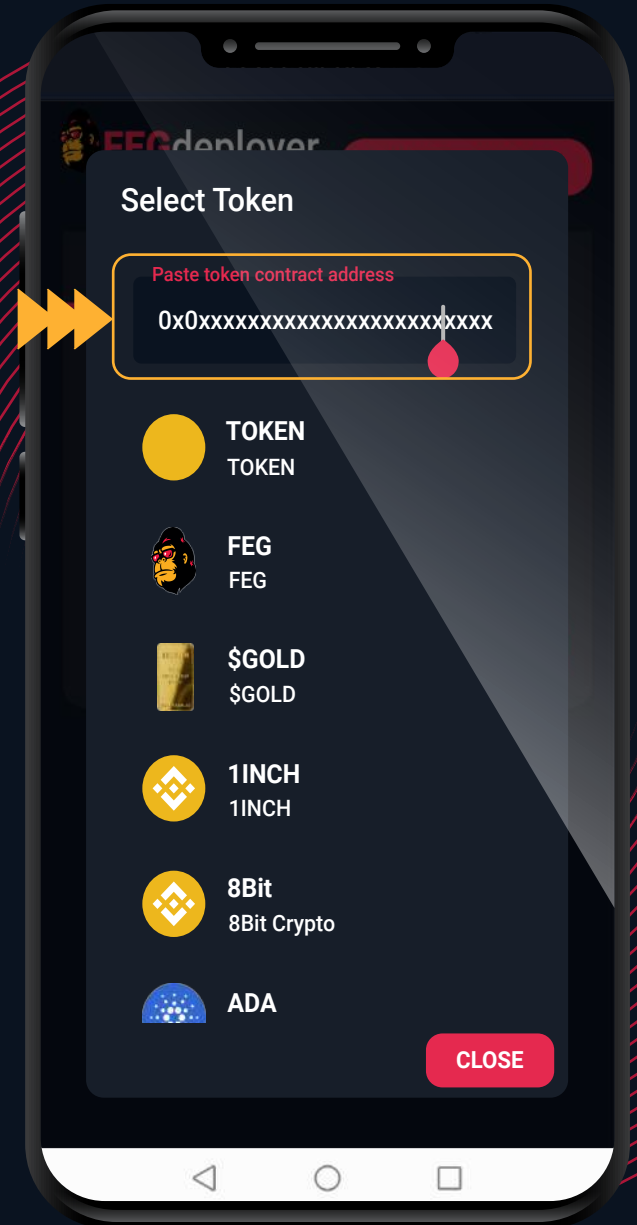 FEGdeployer
Select Token
Paste token contract address
0x0xxxxxxxxxxxxxxxxxxxxxxxxx
TOKEN
TOKEN
FEG
FEG
$GOLD
$GOLD
1INCH
1INCH
8Bit
8Bit Crypto
ADA
CLOSE